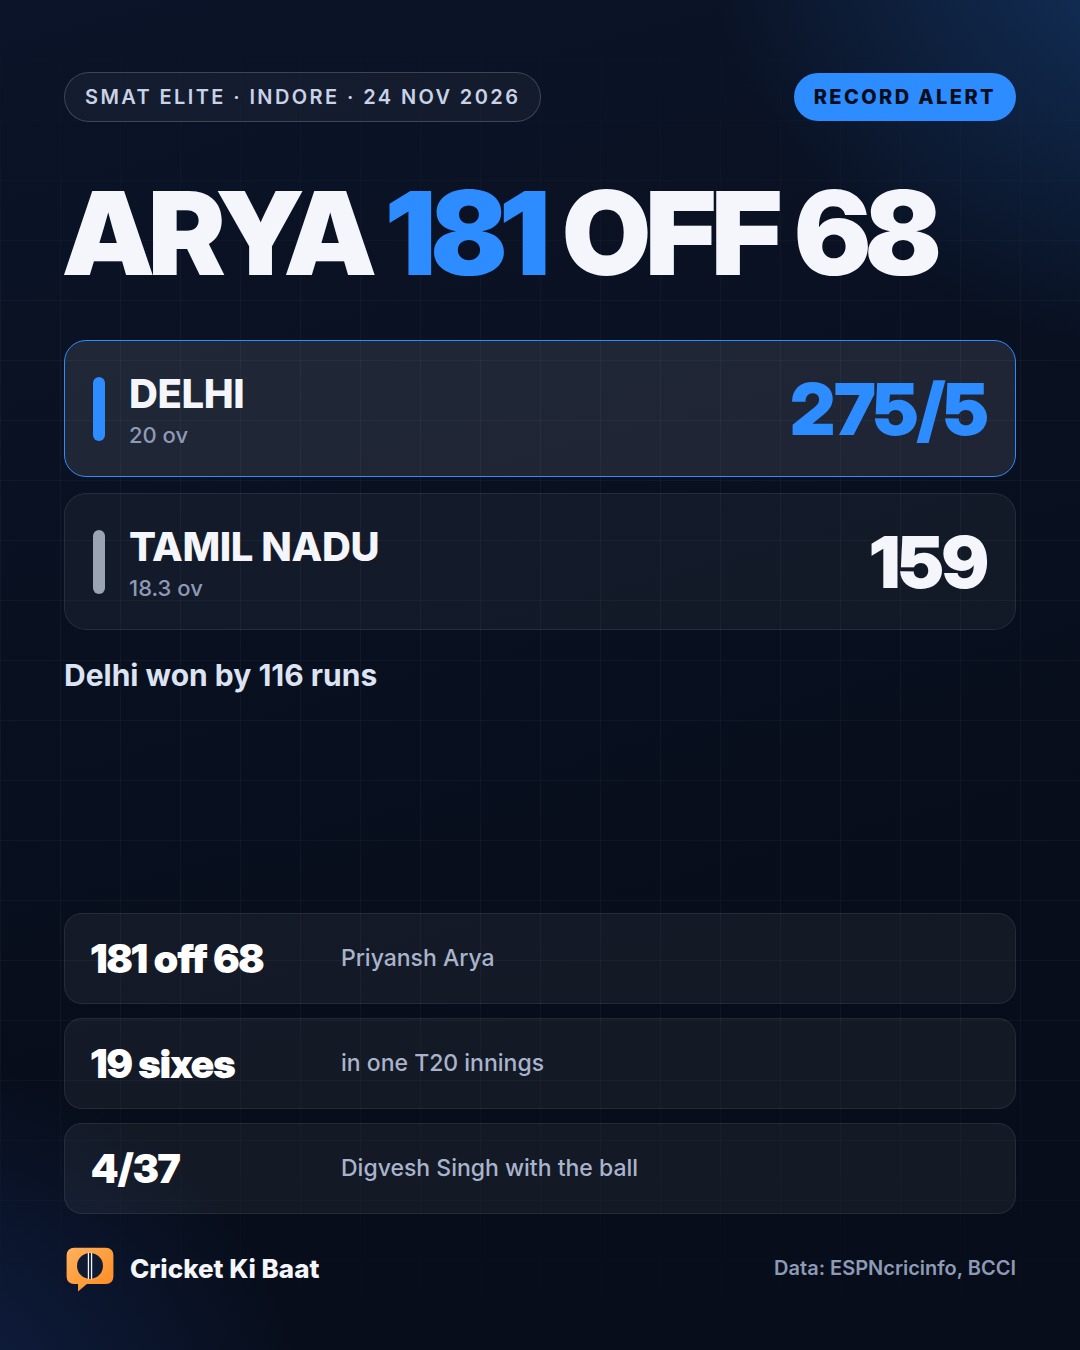 SMAT ELITE · INDORE · 24 NOV 2026
RECORD ALERT
ARYA 181 OFF 68
DELHI
20 ov
275/5
TAMIL NADU
18.3 ov
159
Delhi won by 116 runs
181 off 68
Priyansh Arya
19 sixes
in one T20 innings
4/37
Digvesh Singh with the ball
Cricket Ki Baat
Data: ESPNcricinfo, BCCI